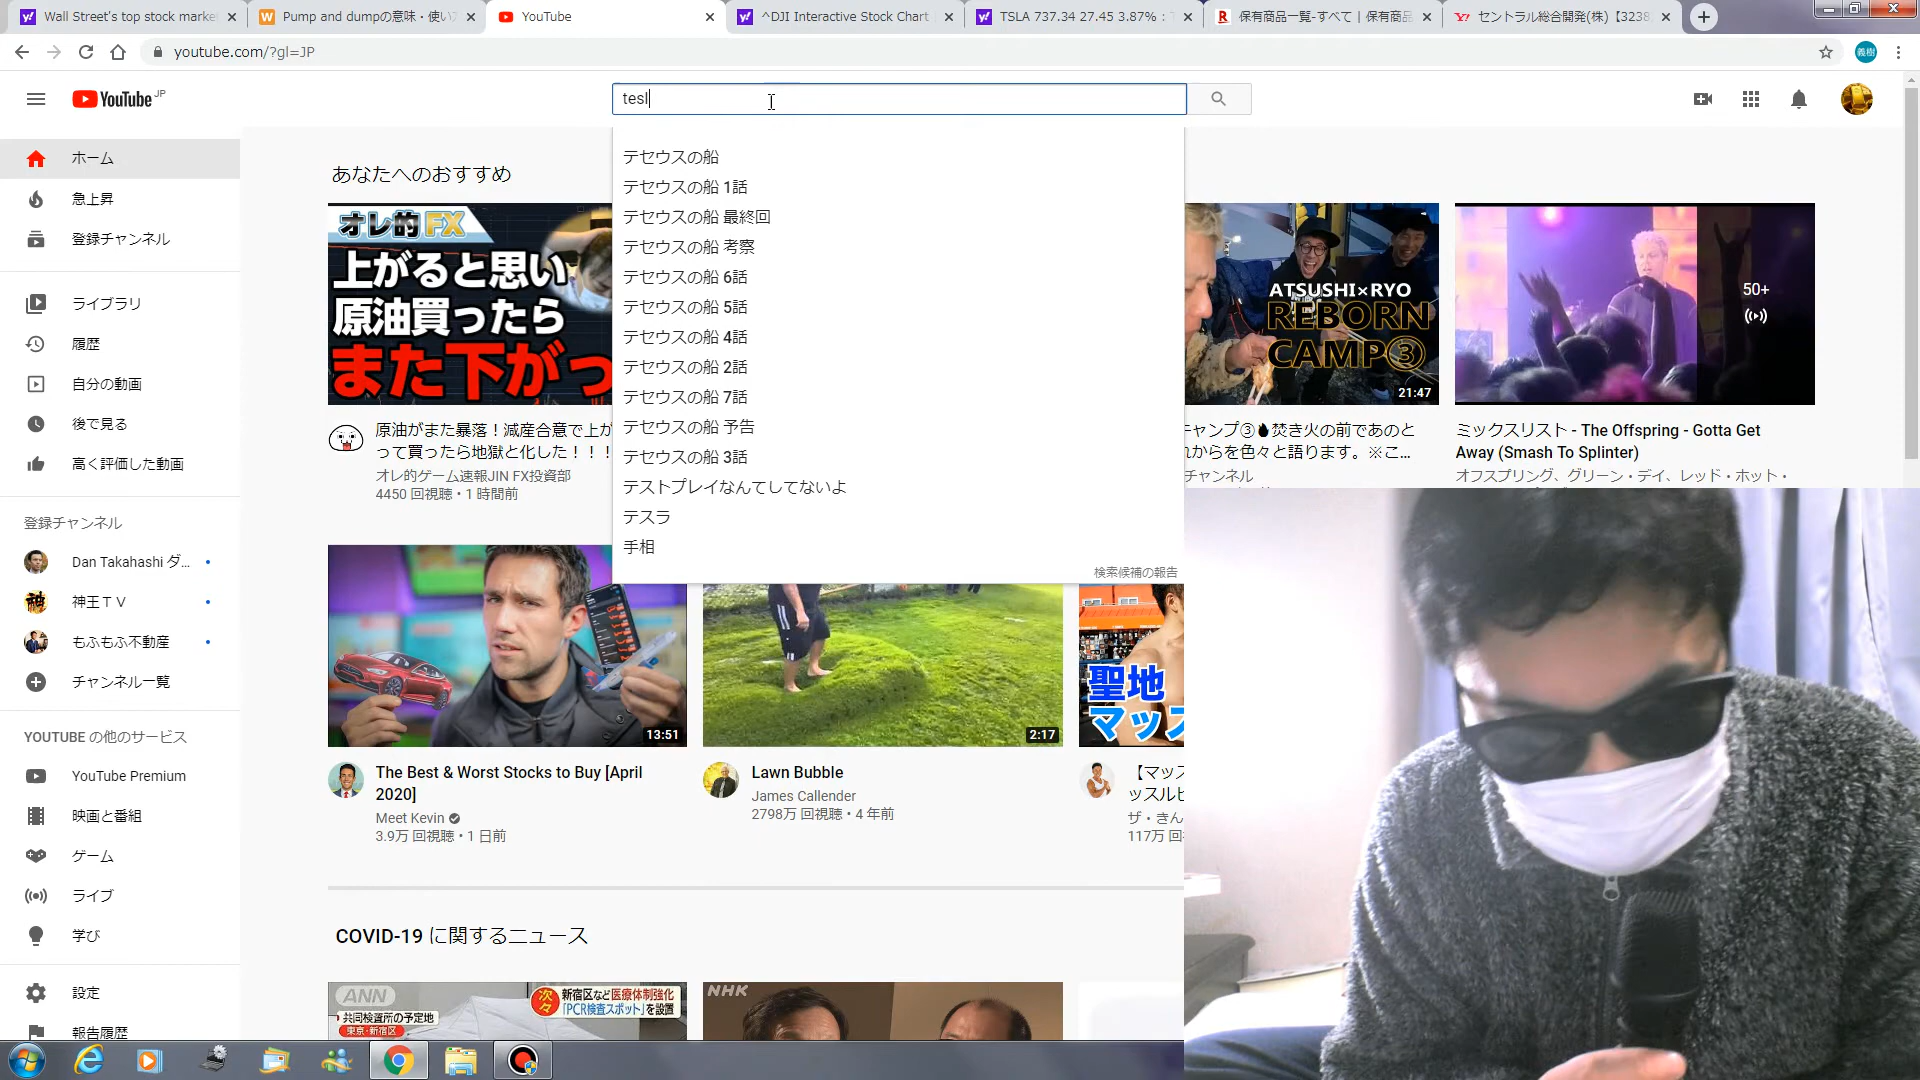 Wall Street's top stock marke
Pump and dumpの意味・使い方
YouTube
^DJI Interactive Stock Chart
TSLA 737.34 27.45 3.87% : T
保有商品一覧-すべて | 保有商品
セントラル総合開発(株)【3238
youtube.com/?gl=JP
義樹
YouTube JP
tesl
テセウスの船
テセウスの船 1話
テセウスの船 最終回
テセウスの船 考察
テセウスの船 6話
テセウスの船 5話
テセウスの船 4話
テセウスの船 2話
テセウスの船 7話
テセウスの船 予告
テセウスの船 3話
テストプレイなんてしてないよ
テスラ
手相
検索候補の報告
ホーム
急上昇
登録チャンネル
ライブラリ
履歴
自分の動画
後で見る
高く評価した動画
登録チャンネル
Dan Takahashi ダ...
神王ＴＶ
もふもふ不動産
チャンネル一覧
YOUTUBE の他のサービス
YouTube Premium
映画と番組
ゲーム
ライブ
学び
設定
報告履歴
あなたへのおすすめ
オレ的FX
上がると思い
原油買ったら
また下がっ
原油がまた暴落！減産合意で上が
って買ったら地獄と化した！！！
オレ的ゲーム速報JIN FX投資部
4450 回視聴・1 時間前
ATSUSHI×RYO
REBORN
CAMP③
21:47
キャンプ③焚き火の前であのと
れからを色々と語ります。※こ...
チャンネル
50+
ミックスリスト - The Offspring - Gotta Get
Away (Smash To Splinter)
オフスプリング、グリーン・デイ、レッド・ホット・
13:51
The Best & Worst Stocks to Buy [April
2020]
Meet Kevin
3.9万 回視聴・1 日前
2:17
Lawn Bubble
James Callender
2798万 回視聴・4 年前
聖地
マッス
【マッス
ッスルビ
ザ・きん
117万 回
COVID-19 に関するニュース
ANN
共同検査所の予定地
東京・新宿区
次々
新宿区など医療体制強化
「PCR検査スポット」を設置
NHK